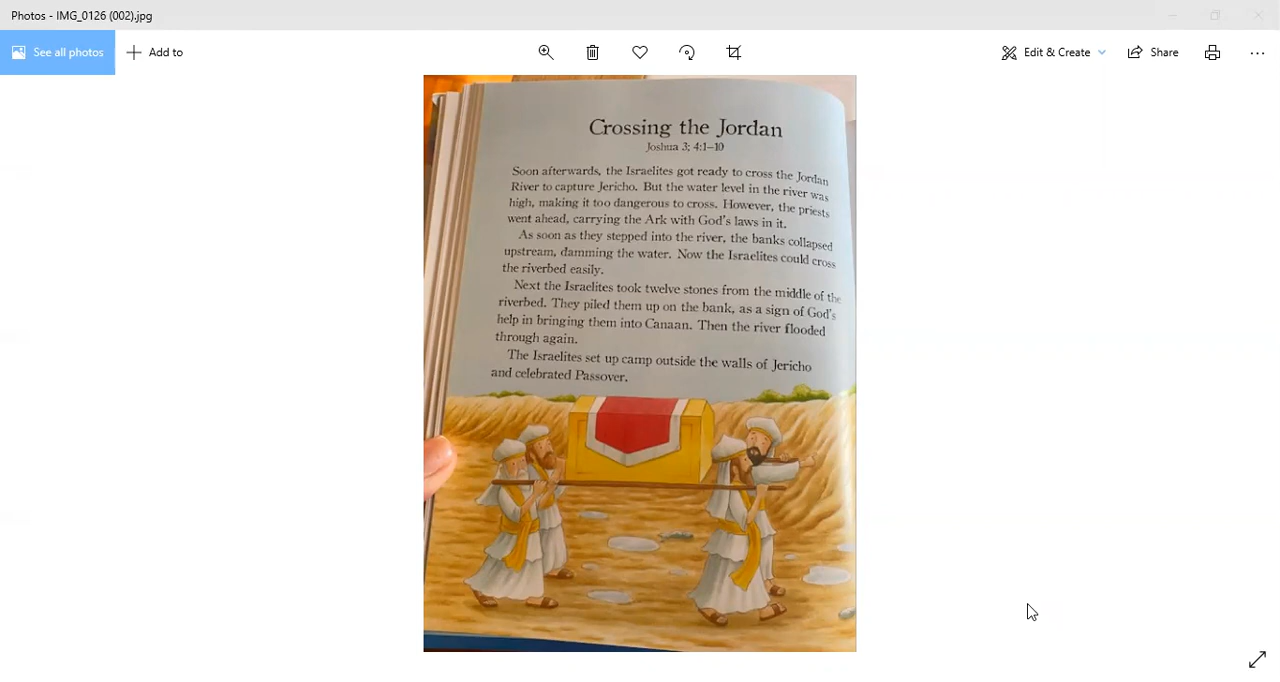 Photos - IMG_0126 (002).jpg
See all photos
Add to
Edit & Create
Share
Crossing the Jordan
Joshua 3; 4:1–10
Soon afterwards, the Israelites got ready to cross the Jordan
River to capture Jericho. But the water level in the river was
high, making it too dangerous to cross. However, the priests
went ahead, carrying the Ark with God's laws in it.
As soon as they stepped into the river, the banks collapsed
upstream, damming the water. Now the Israelites could cross
the riverbed easily.
Next the Israelites took twelve stones from the middle of the
riverbed. They piled them up on the bank, as a sign of God's
help in bringing them into Canaan. Then the river flooded
through again.
The Israelites set up camp outside the walls of Jericho
and celebrated Passover.